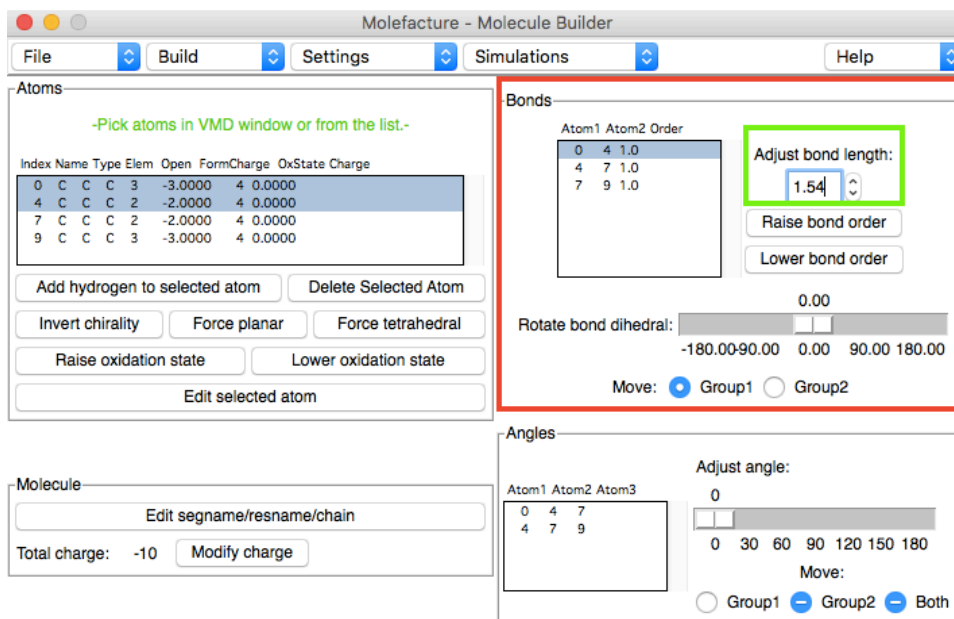 Molefacture - Molecule Builder
File Build Settings Simulations Help
Atoms
-Pick atoms in VMD window or from the list.-
Index Name Type Elem Open FormCharge OxState Charge
0 C C C 3 -3.0000 4 0.0000
4 C C C 2 -2.0000 4 0.0000
7 C C C 2 -2.0000 4 0.0000
9 C C C 3 -3.0000 4 0.0000
Add hydrogen to selected atom Delete Selected Atom
Invert chirality Force planar Force tetrahedral
Raise oxidation state Lower oxidation state
Edit selected atom
Molecule
Edit segname/resname/chain
Total charge: -10 Modify charge
Bonds
Atom1 Atom2 Order
0 4 1.0
4 7 1.0
7 9 1.0
Adjust bond length:
1.54
Raise bond order
Lower bond order
0.00
Rotate bond dihedral:
-180.00-90.00 0.00 90.00 180.00
Move: Group1 Group2
Angles
Atom1 Atom2 Atom3
0 4 7
4 7 9
Adjust angle:
0
0 30 60 90 120 150 180
Move:
Group1 Group2 Both